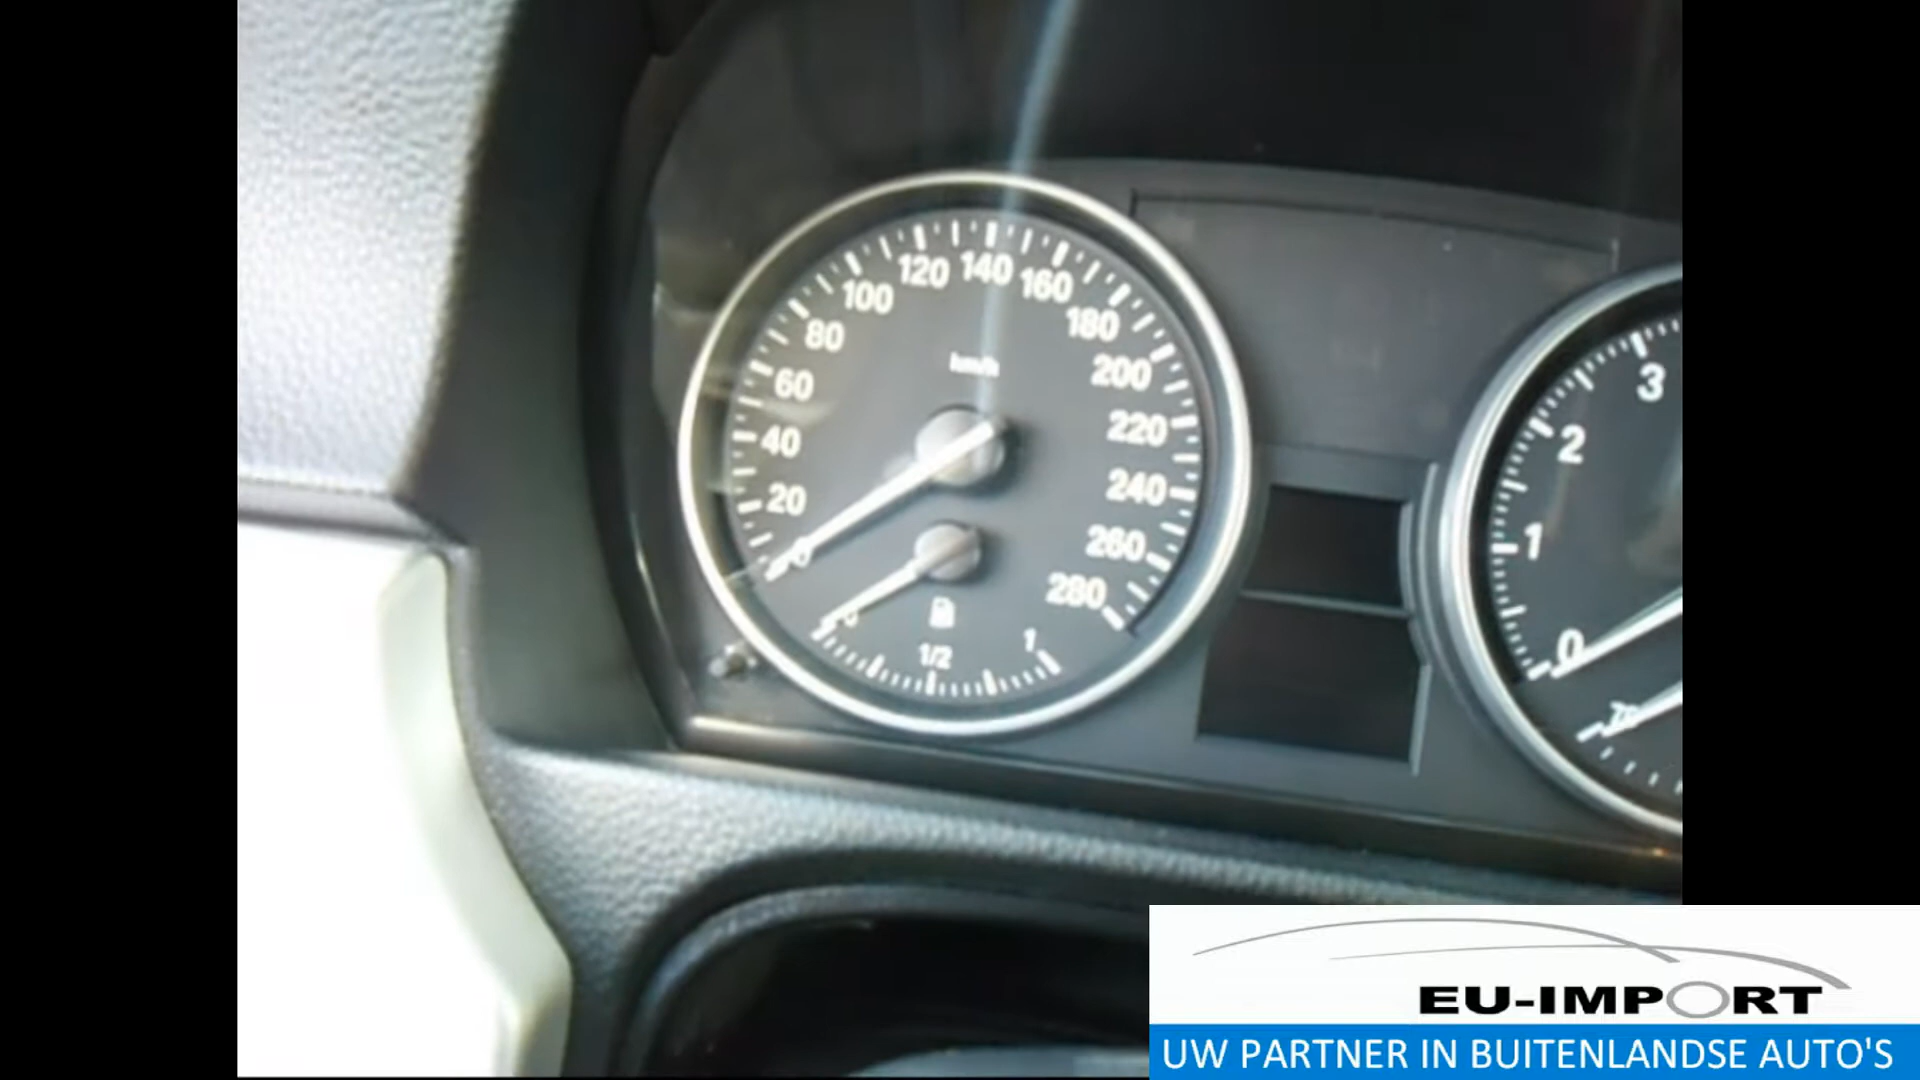 120 140 160
100 180
80 200
60 km/h
40 220
20 240
0 260
280
0 1/2 1
3
2
1
0
EU-IMPORT
UW PARTNER IN BUITENLANDSE AUTO'S